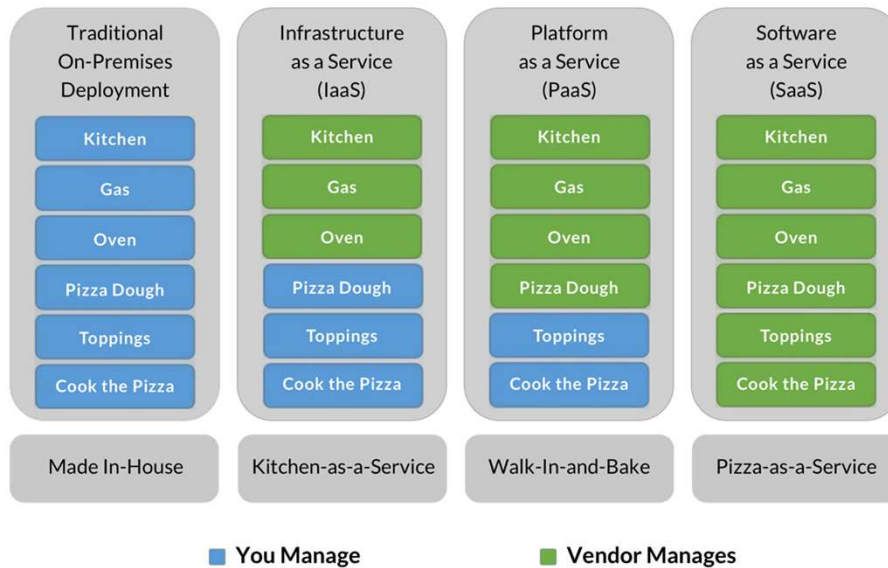 Traditional
On-Premises
Deployment
Kitchen
Gas
Oven
Pizza Dough
Toppings
Cook the Pizza
Made In-House
Infrastructure
as a Service
(IaaS)
Kitchen
Gas
Oven
Pizza Dough
Toppings
Cook the Pizza
Kitchen-as-a-Service
Platform
as a Service
(PaaS)
Kitchen
Gas
Oven
Pizza Dough
Toppings
Cook the Pizza
Walk-In-and-Bake
Software
as a Service
(SaaS)
Kitchen
Gas
Oven
Pizza Dough
Toppings
Cook the Pizza
Pizza-as-a-Service
You Manage
Vendor Manages